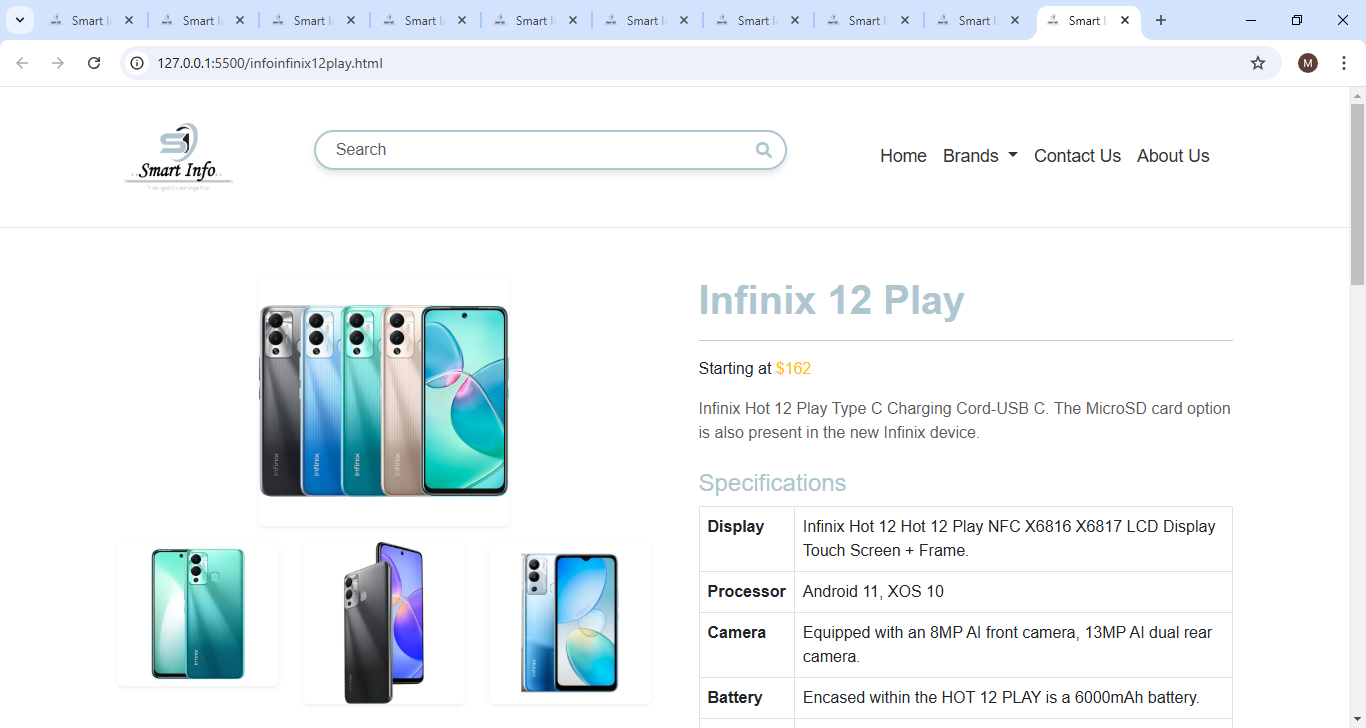 Smart I
Smart I
Smart I
Smart I
Smart I
Smart I
Smart I
Smart I
Smart I
Smart I
127.0.0.1:5500/infoinfinix12play.html
M
Smart Info
Search
Home
Brands
Contact Us
About Us
Infinix 12 Play
Starting at $162
Infinix Hot 12 Play Type C Charging Cord-USB C. The MicroSD card option
is also present in the new Infinix device.
Specifications
Display
Infinix Hot 12 Hot 12 Play NFC X6816 X6817 LCD Display
Touch Screen + Frame.
Processor
Android 11, XOS 10
Camera
Equipped with an 8MP AI front camera, 13MP AI dual rear
camera.
Battery
Encased within the HOT 12 PLAY is a 6000mAh battery.
Infinix
Infinix
Infinix
Infinix